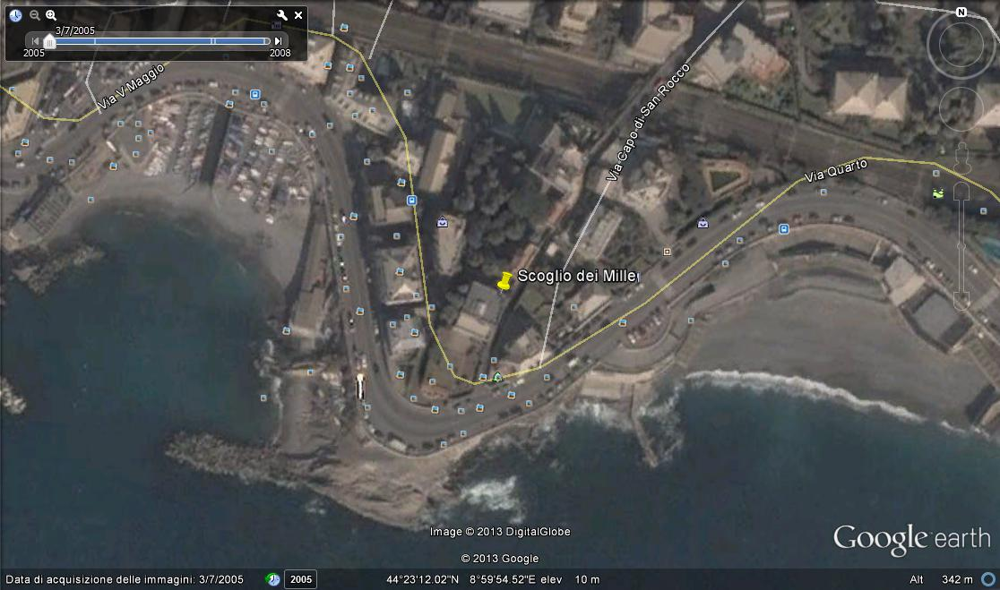 3/7/2005
2005 2008
N
Via V Maggio
Via Capo di San Rocco
Via Quarto
Scoglio dei Mille
Image © 2013 DigitalGlobe
© 2013 Google
Google earth
Data di acquisizione delle immagini: 3/7/2005 2005 44°23'12.02"N 8°59'54.52"E elev 10 m Alt 342 m